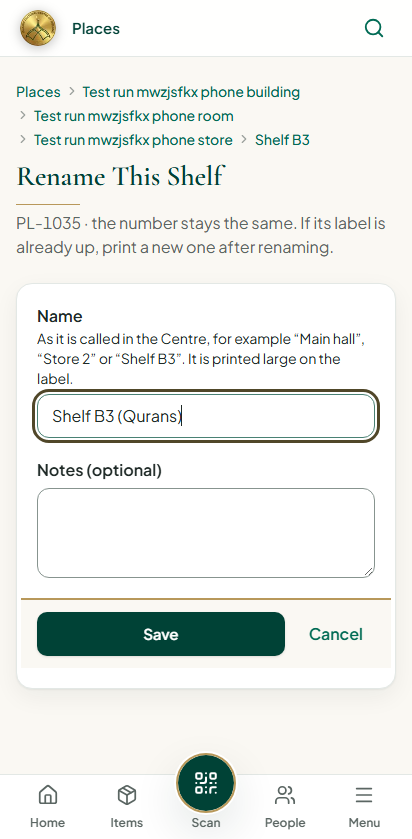 Places
Places > Test run mwzjsfkx phone building
> Test run mwzjsfkx phone room
> Test run mwzjsfkx phone store > Shelf B3
Rename This Shelf
PL-1035 · the number stays the same. If its label is
already up, print a new one after renaming.
Name
As it is called in the Centre, for example “Main hall”,
“Store 2” or “Shelf B3”. It is printed large on the
label.
Shelf B3 (Qurans)
Notes (optional)
Save
Cancel
Home
Items
Scan
People
Menu